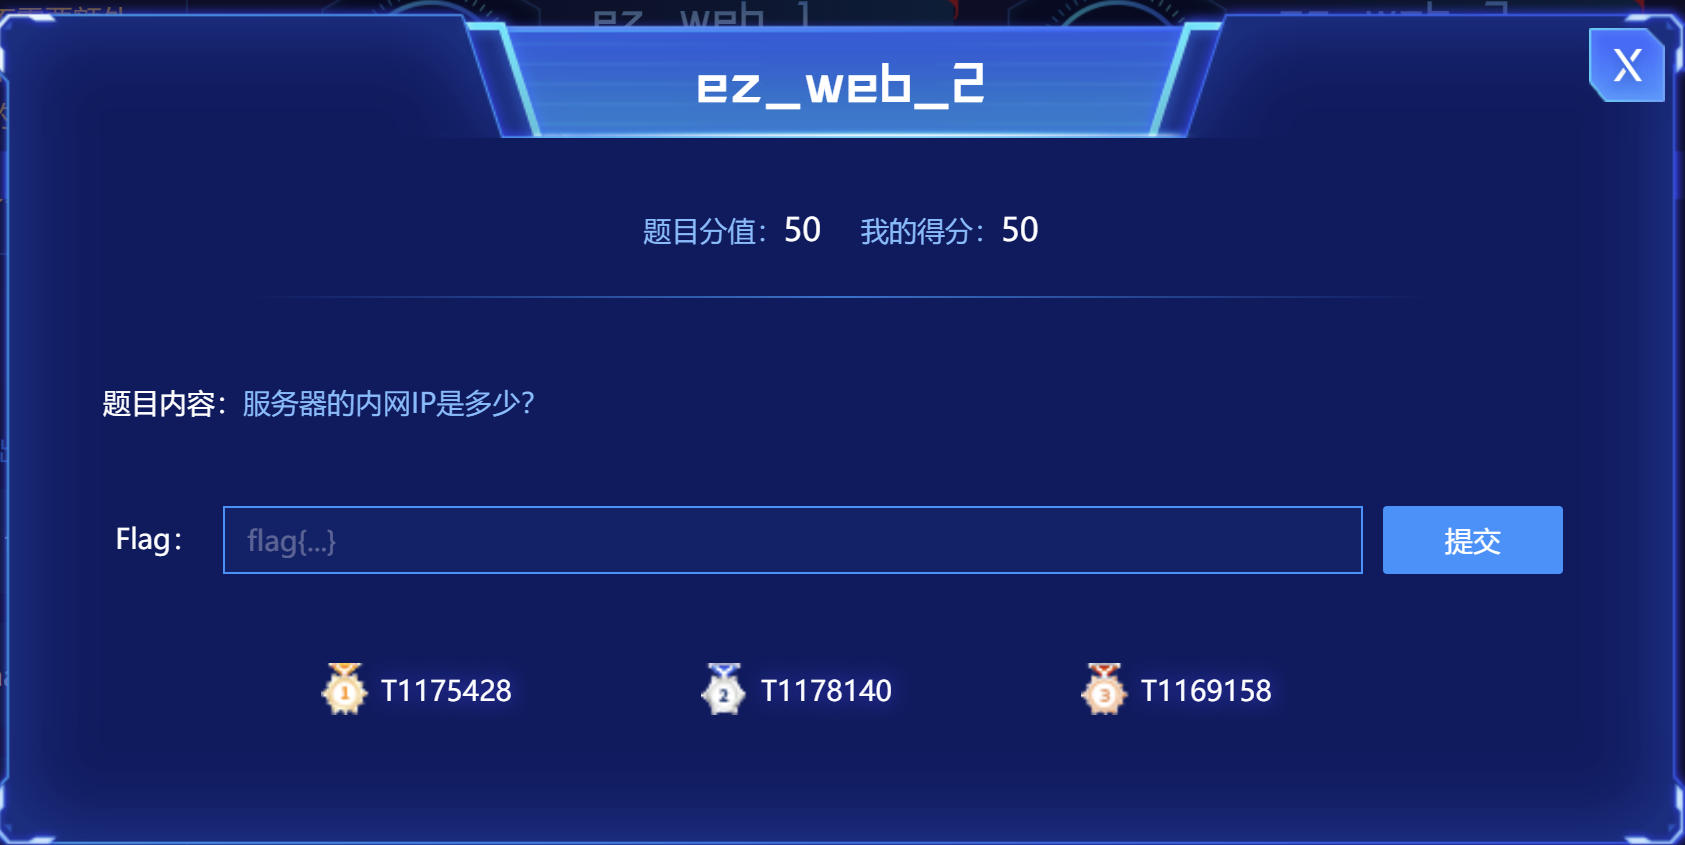 ez_web_1
ez_web_2
X
题目分值：50 我的得分：50
题目内容：服务器的内网IP是多少?
Flag：
flag{...}
提交
1 T1175428
2 T1178140
3 T1169158